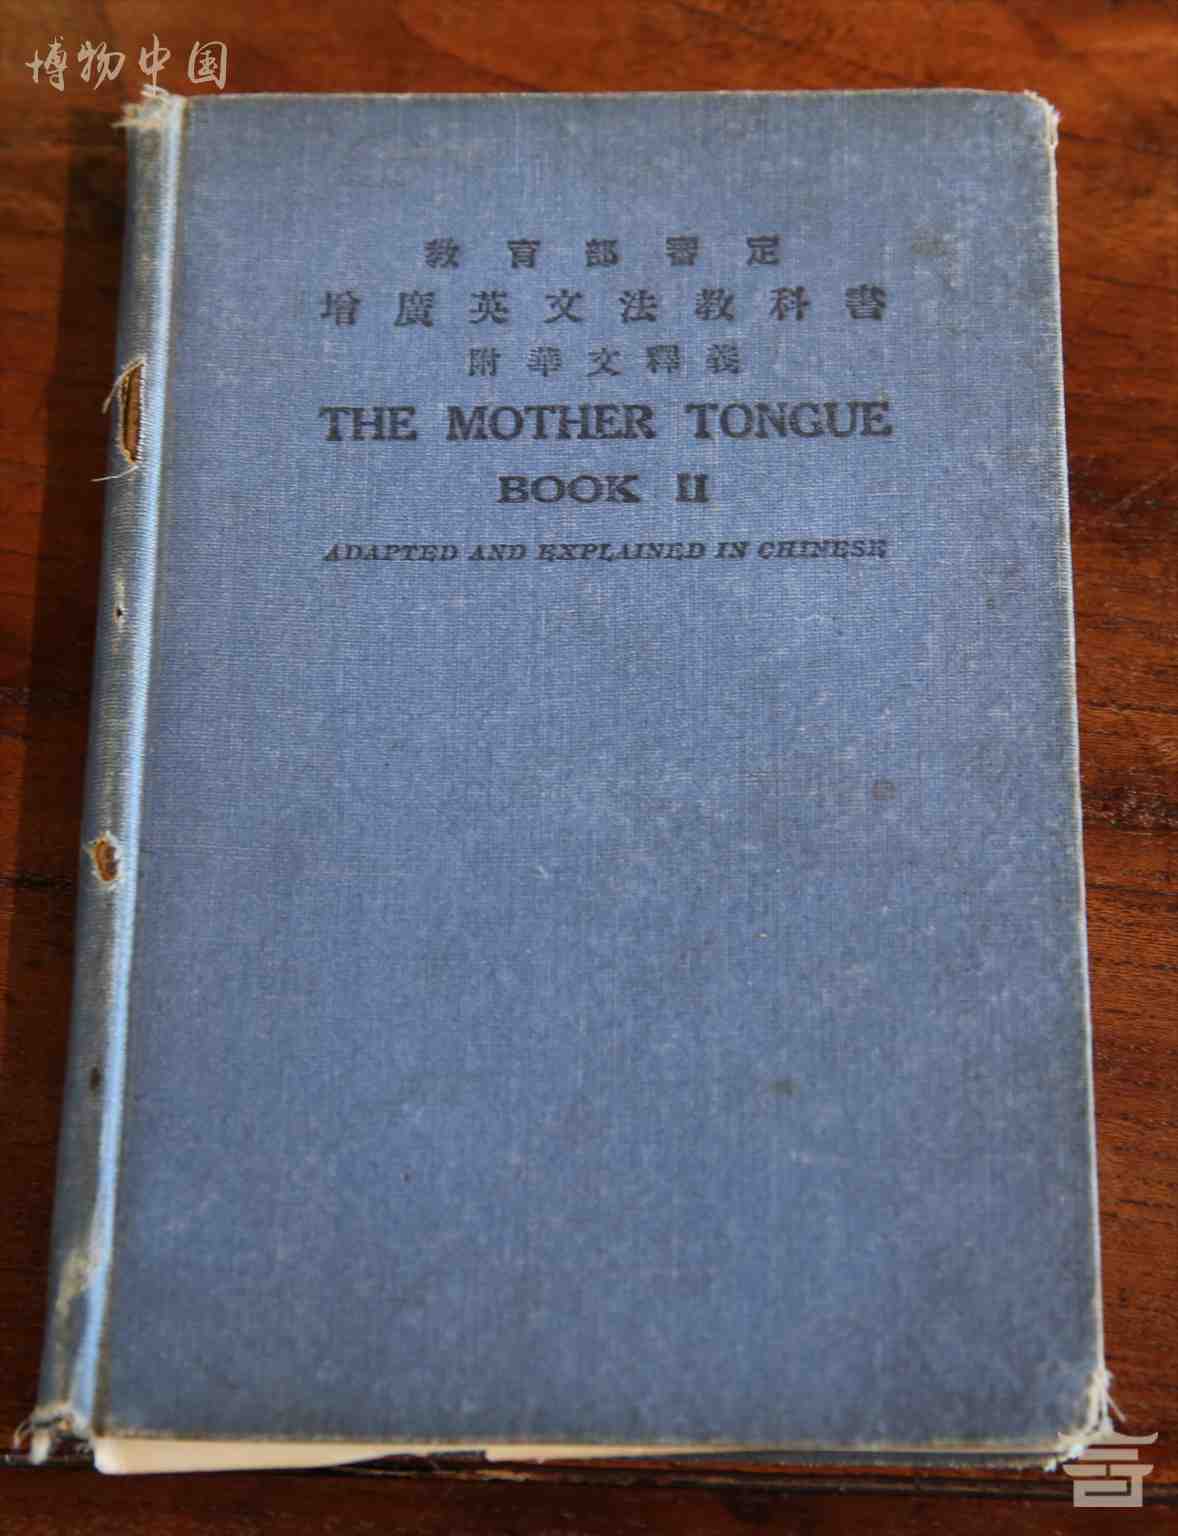 博物中国
教育部審定
增廣英文法教科書
附華文釋義
THE MOTHER TONGUE
BOOK II
ADAPTED AND EXPLAINED IN CHINESE